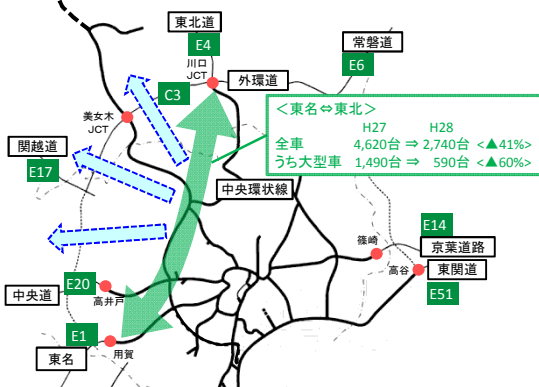 東北道
E4
川口
JCT
常磐道
E6
外環道
C3
美女木
JCT
＜東名⇔東北＞
H27 H28
全車 4,620台 ⇒ 2,740台 <▲41%>
うち大型車 1,490台 ⇒ 590台 <▲60%>
関越道
E17
中央環状線
E14
篠崎
京葉道路
高谷
東関道
E51
E20
中央道
高井戸
E1
東名
用賀